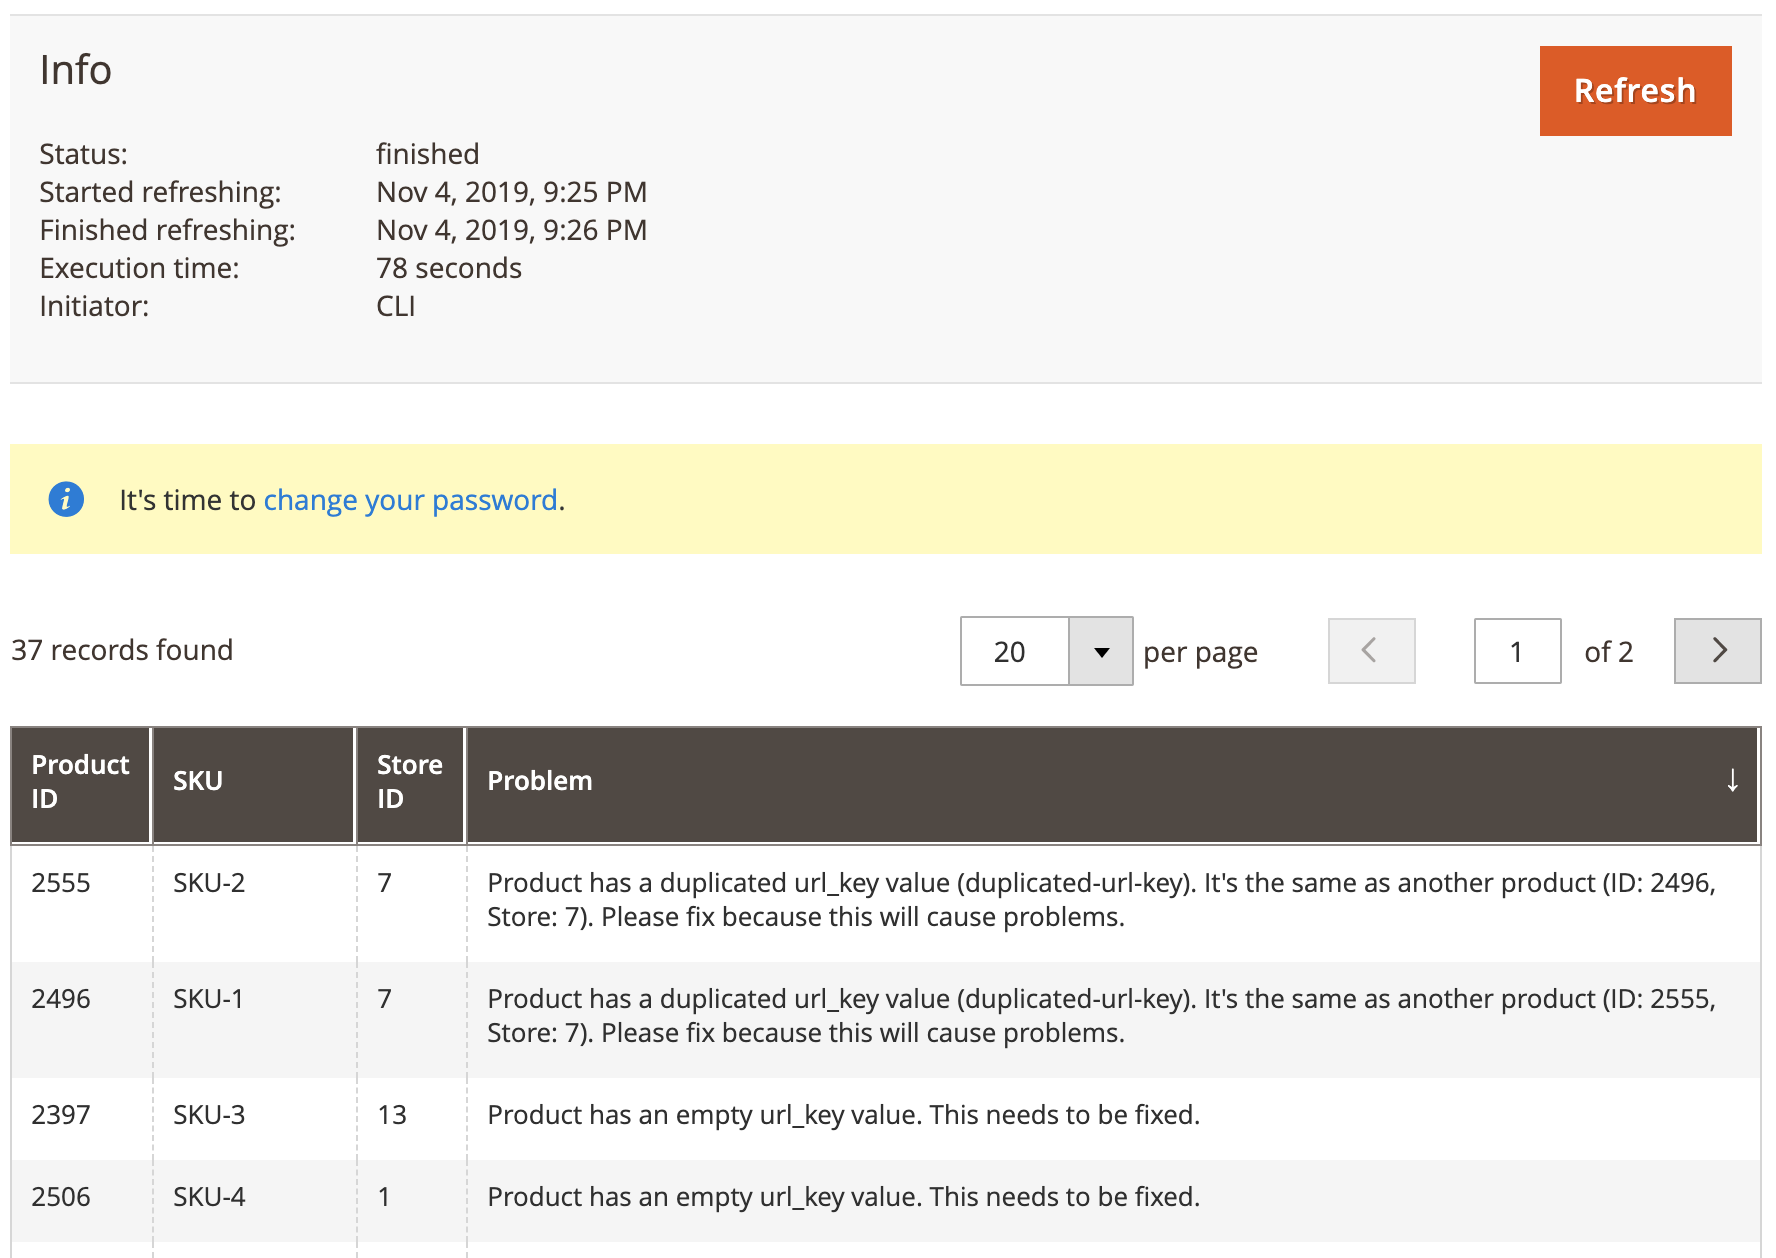 Info
Refresh
Status: finished
Started refreshing: Nov 4, 2019, 9:25 PM
Finished refreshing: Nov 4, 2019, 9:26 PM
Execution time: 78 seconds
Initiator: CLI
It's time to change your password.
37 records found 20 per page 1 of 2
Product ID SKU Store ID Problem
2555 SKU-2 7 Product has a duplicated url_key value (duplicated-url-key). It's the same as another product (ID: 2496,
Store: 7). Please fix because this will cause problems.
2496 SKU-1 7 Product has a duplicated url_key value (duplicated-url-key). It's the same as another product (ID: 2555,
Store: 7). Please fix because this will cause problems.
2397 SKU-3 13 Product has an empty url_key value. This needs to be fixed.
2506 SKU-4 1 Product has an empty url_key value. This needs to be fixed.